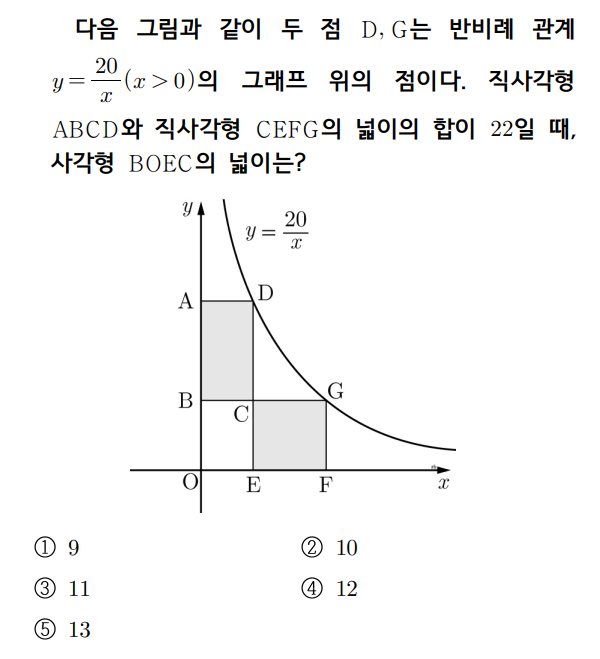 다음 그림과 같이 두 점 D, G는 반비례 관계
y = 20/x (x > 0)의 그래프 위의 점이다. 직사각형
ABCD와 직사각형 CEFG의 넓이의 합이 22일 때,
사각형 BOEC의 넓이는?
y
y = 20/x
A D
B C G
O E F x
① 9 ② 10
③ 11 ④ 12
⑤ 13